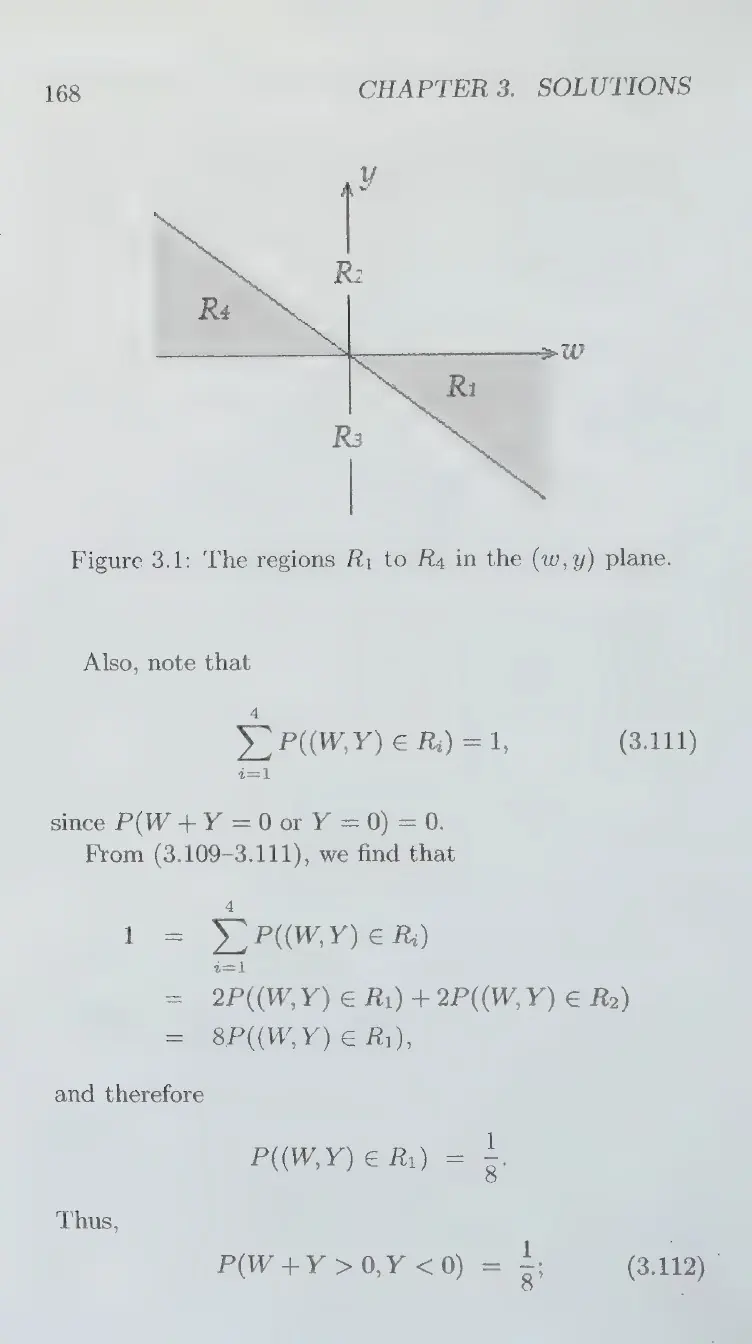 168 CHAPTER 3. SOLUTIONS
y
R2
R4
w
R1
R3
Figure 3.1: The regions R1 to R4 in the (w, y) plane.
Also, note that
4
∑ P((W, Y) ∈ Ri) = 1, (3.111)
i=1
since P(W + Y = 0 or Y = 0) = 0.
From (3.109–3.111), we find that
4
1 = ∑ P((W, Y) ∈ Ri)
i=1
= 2P((W, Y) ∈ R1) + 2P((W, Y) ∈ R2)
= 8P((W, Y) ∈ R1),
and therefore
P((W, Y) ∈ R1) = 1/8.
Thus,
P(W + Y > 0, Y < 0) = 1/8; (3.112)